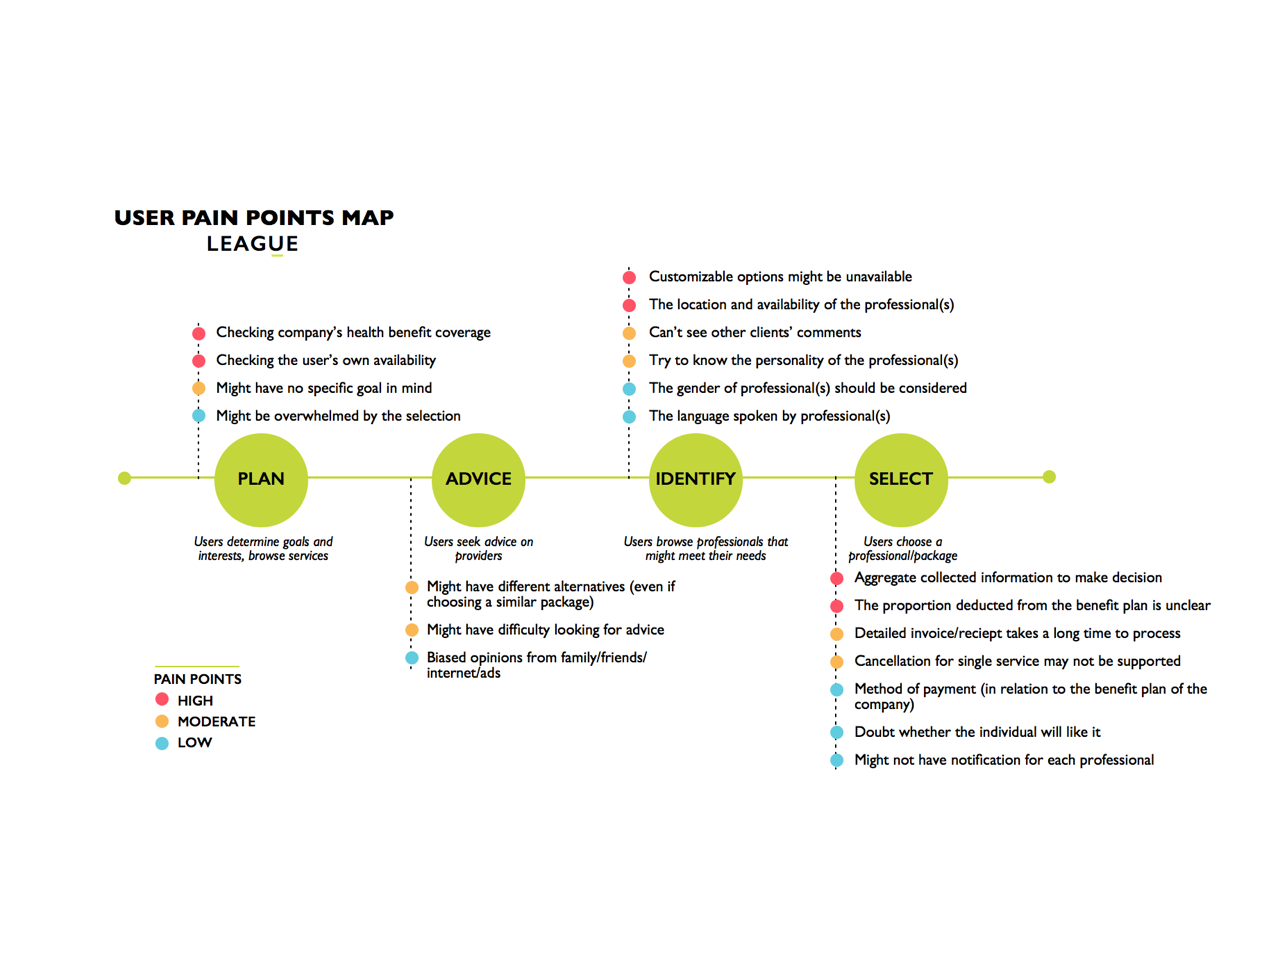 USER PAIN POINTS MAP
LEAGUE
Checking company's health benefit coverage
Checking the user's own availability
Might have no specific goal in mind
Might be overwhelmed by the selection
Customizable options might be unavailable
The location and availability of the professional(s)
Can't see other clients' comments
Try to know the personality of the professional(s)
The gender of professional(s) should be considered
The language spoken by professional(s)
PLAN
ADVICE
IDENTIFY
SELECT
Users determine goals and
interests, browse services
Users seek advice on
providers
Users browse professionals that
might meet their needs
Users choose a
professional/package
Might have different alternatives (even if
choosing a similar package)
Might have difficulty looking for advice
Biased opinions from family/friends/
internet/ads
Aggregate collected information to make decision
The proportion deducted from the benefit plan is unclear
Detailed invoice/reciept takes a long time to process
Cancellation for single service may not be supported
Method of payment (in relation to the benefit plan of the
company)
Doubt whether the individual will like it
Might not have notification for each professional
PAIN POINTS
HIGH
MODERATE
LOW